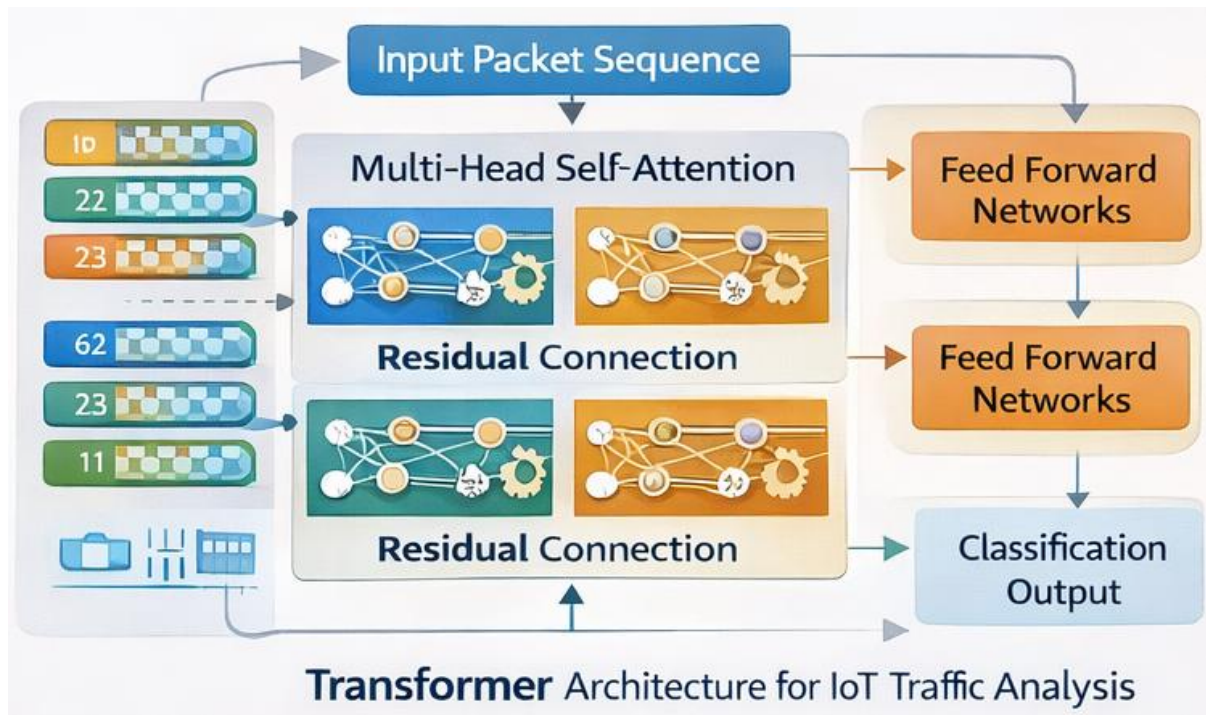 Input Packet Sequence
ID
22
23
62
23
11
Multi-Head Self-Attention
Residual Connection
Residual Connection
Feed Forward
Networks
Feed Forward
Networks
Classification
Output
Transformer Architecture for IoT Traffic Analysis